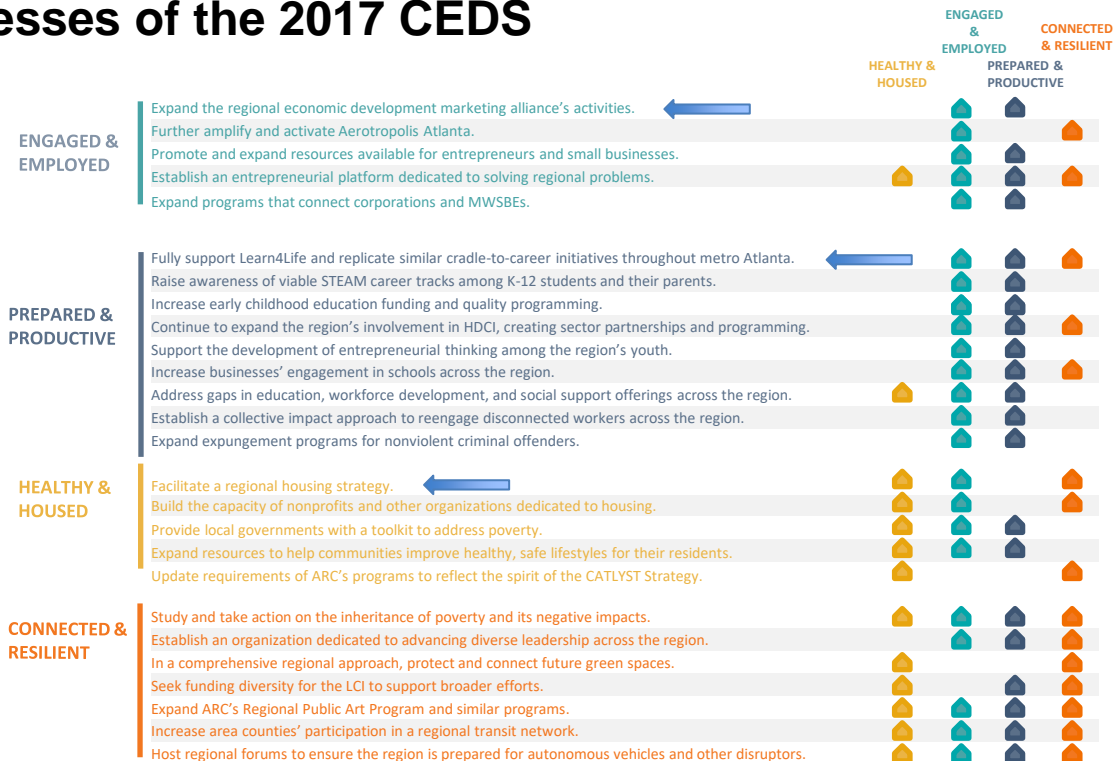 esses of the 2017 CEDS
ENGAGED
&
EMPLOYED
CONNECTED
& RESILIENT
HEALTHY &
HOUSED
PREPARED &
PRODUCTIVE
ENGAGED &
EMPLOYED
Expand the regional economic development marketing alliance's activities.
Further amplify and activate Aerotropolis Atlanta.
Promote and expand resources available for entrepreneurs and small businesses.
Establish an entrepreneurial platform dedicated to solving regional problems.
Expand programs that connect corporations and MWSBEs.
PREPARED &
PRODUCTIVE
Fully support Learn4Life and replicate similar cradle-to-career initiatives throughout metro Atlanta.
Raise awareness of viable STEAM career tracks among K-12 students and their parents.
Increase early childhood education funding and quality programming.
Continue to expand the region's involvement in HDCI, creating sector partnerships and programming.
Support the development of entrepreneurial thinking among the region's youth.
Increase businesses' engagement in schools across the region.
Address gaps in education, workforce development, and social support offerings across the region.
Establish a collective impact approach to reengage disconnected workers across the region.
Expand expungement programs for nonviolent criminal offenders.
HEALTHY &
HOUSED
Facilitate a regional housing strategy.
Build the capacity of nonprofits and other organizations dedicated to housing.
Provide local governments with a toolkit to address poverty.
Expand resources to help communities improve healthy, safe lifestyles for their residents.
Update requirements of ARC's programs to reflect the spirit of the CATLYST Strategy.
CONNECTED &
RESILIENT
Study and take action on the inheritance of poverty and its negative impacts.
Establish an organization dedicated to advancing diverse leadership across the region.
In a comprehensive regional approach, protect and connect future green spaces.
Seek funding diversity for the LCI to support broader efforts.
Expand ARC's Regional Public Art Program and similar programs.
Increase area counties' participation in a regional transit network.
Host regional forums to ensure the region is prepared for autonomous vehicles and other disruptors.